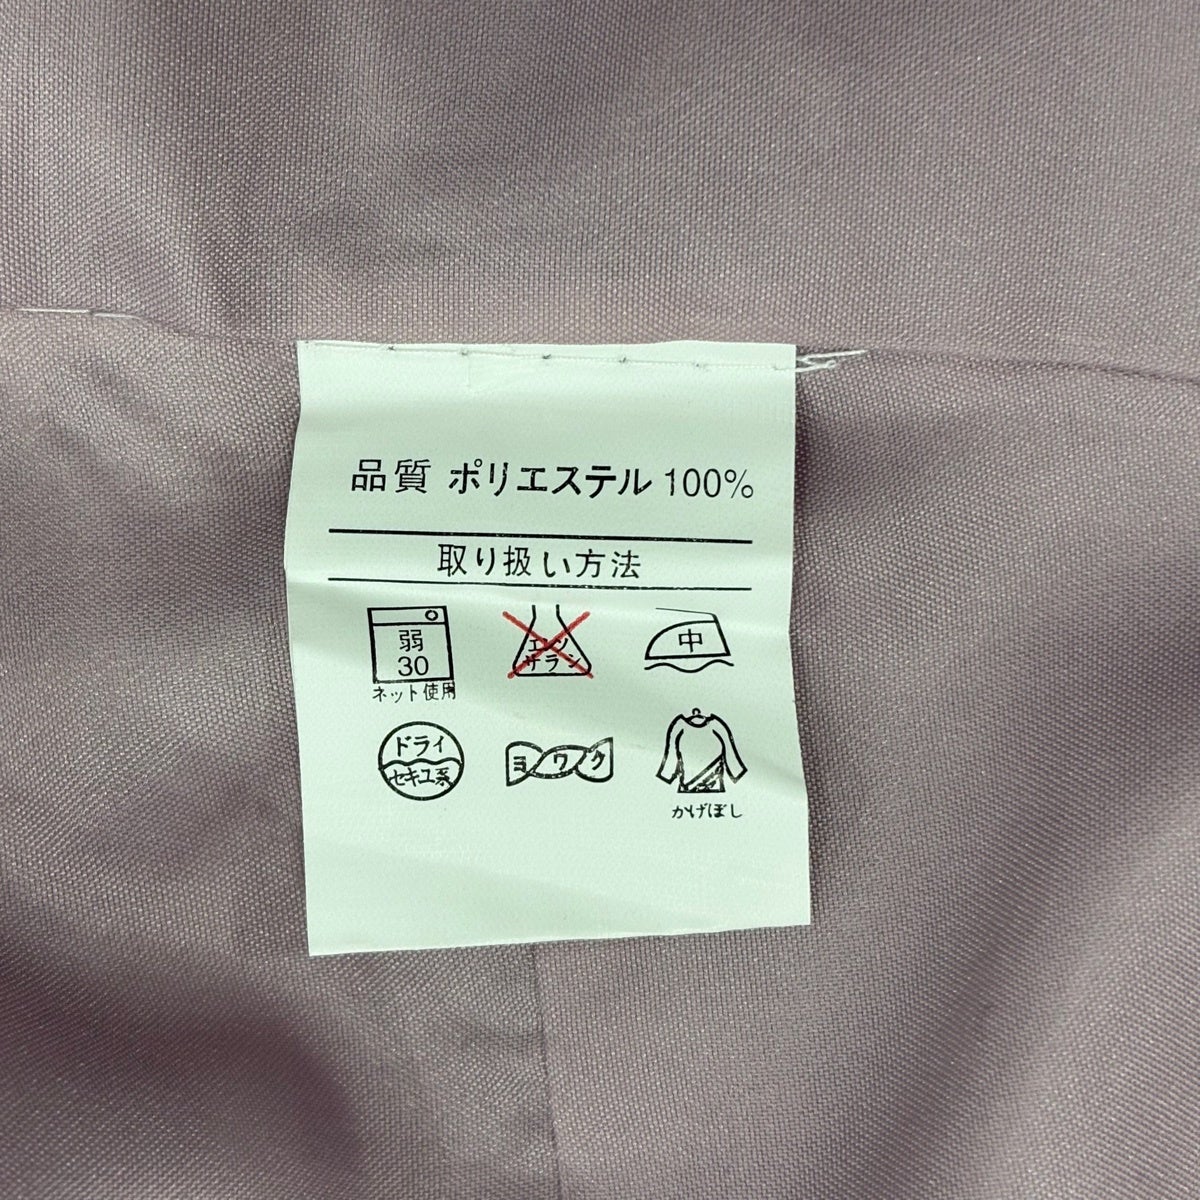 品質 ポリエステル 100%
取り扱い方法
弱
30
ネット使用
エンソ
サラシ
中
ドライ
セキユ系
ヨワク
かげぼし